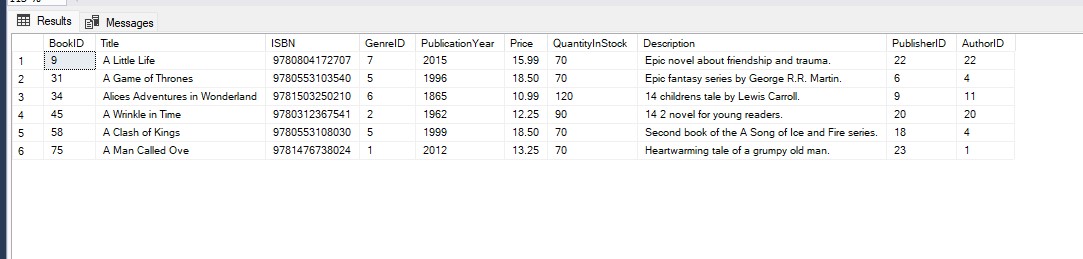 Results Messages
BookID Title ISBN GenreID PublicationYear Price QuantityInStock Description PublisherID AuthorID
1 9 A Little Life 9780804172707 7 2015 15.99 70 Epic novel about friendship and trauma. 22 22
2 31 A Game of Thrones 9780553103540 5 1996 18.50 70 Epic fantasy series by George R.R. Martin. 6 4
3 34 Alices Adventures in Wonderland 9781503250210 6 1865 10.99 120 14 childrens tale by Lewis Carroll. 9 11
4 45 A Wrinkle in Time 9780312367541 2 1962 12.25 90 14 2 novel for young readers. 20 20
5 58 A Clash of Kings 9780553108030 5 1999 18.50 70 Second book of the A Song of Ice and Fire series. 18 4
6 75 A Man Called Ove 9781476738024 1 2012 13.25 70 Heartwarming tale of a grumpy old man. 23 1